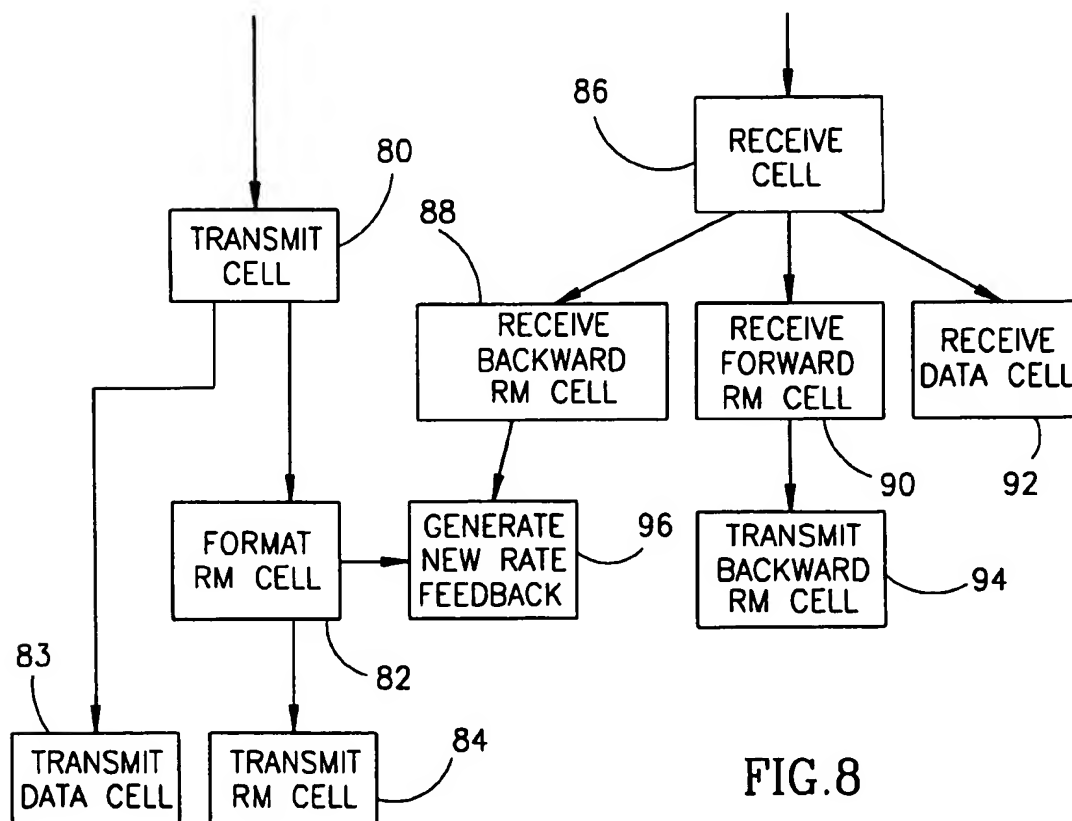 86
RECEIVE
CELL
80
TRANSMIT
CELL
88
RECEIVE
BACKWARD
RM CELL
RECEIVE
FORWARD
RM CELL
RECEIVE
DATA CELL
90
92
FORMAT
RM CELL
GENERATE
NEW RATE
FEEDBACK
96
TRANSMIT
BACKWARD
RM CELL
94
82
83
TRANSMIT
DATA CELL
TRANSMIT
RM CELL
84
FIG.8